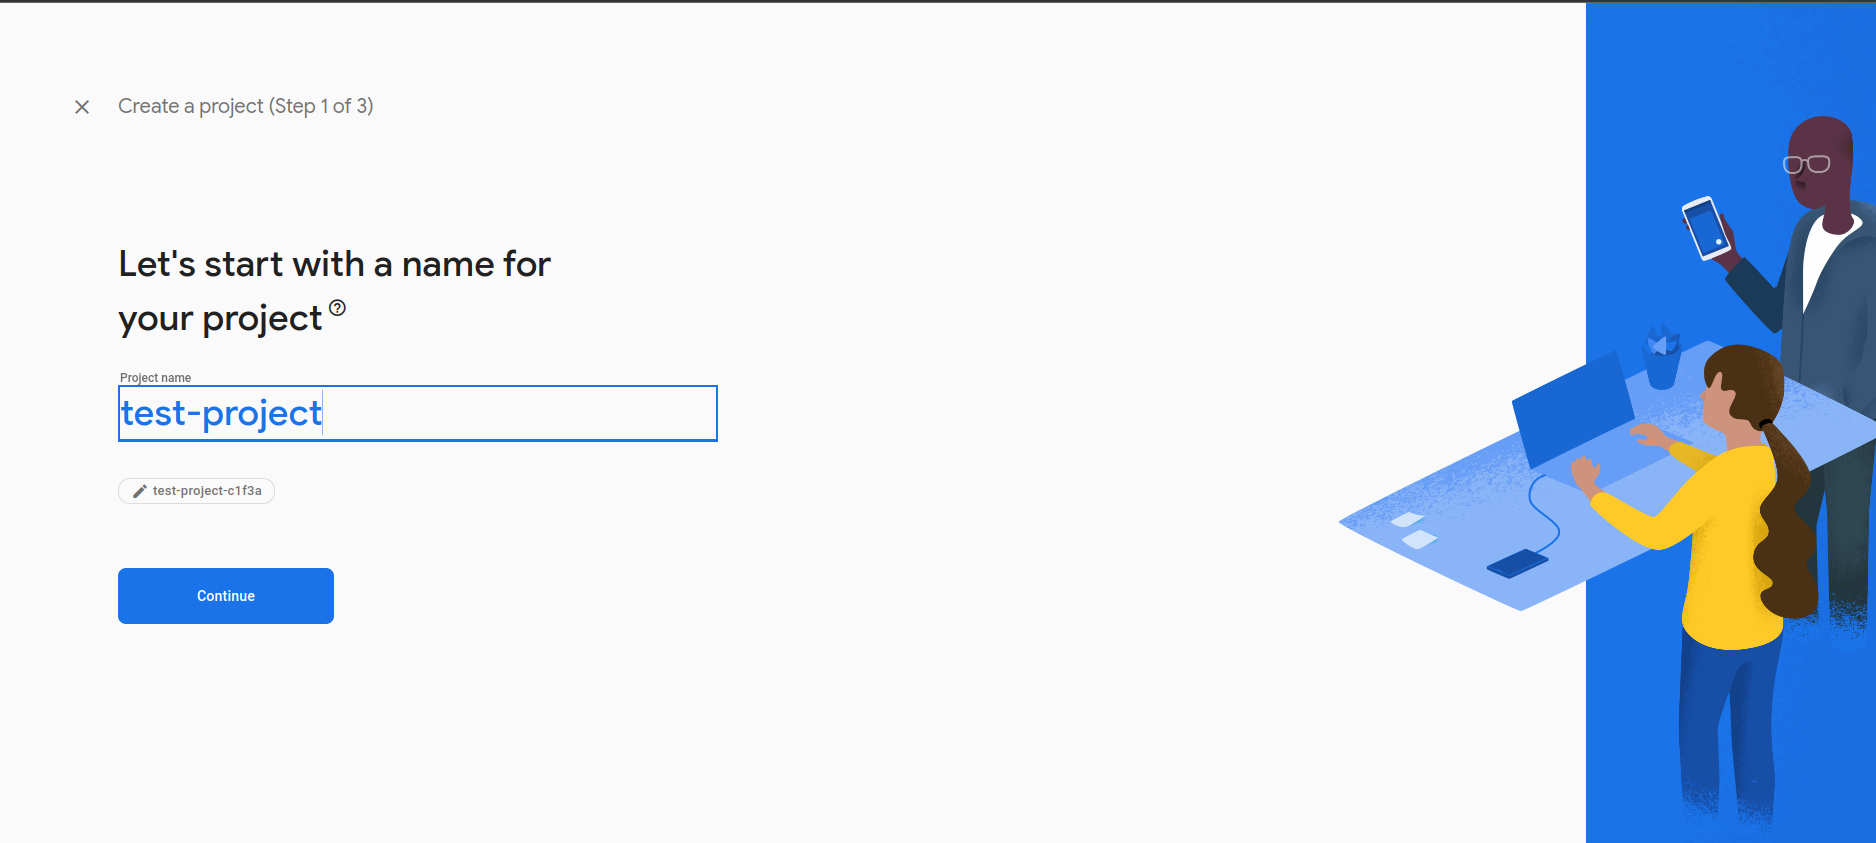 Create a project (Step 1 of 3)
Let's start with a name for
your project
Project name
test-project
test-project-c1f3a
Continue